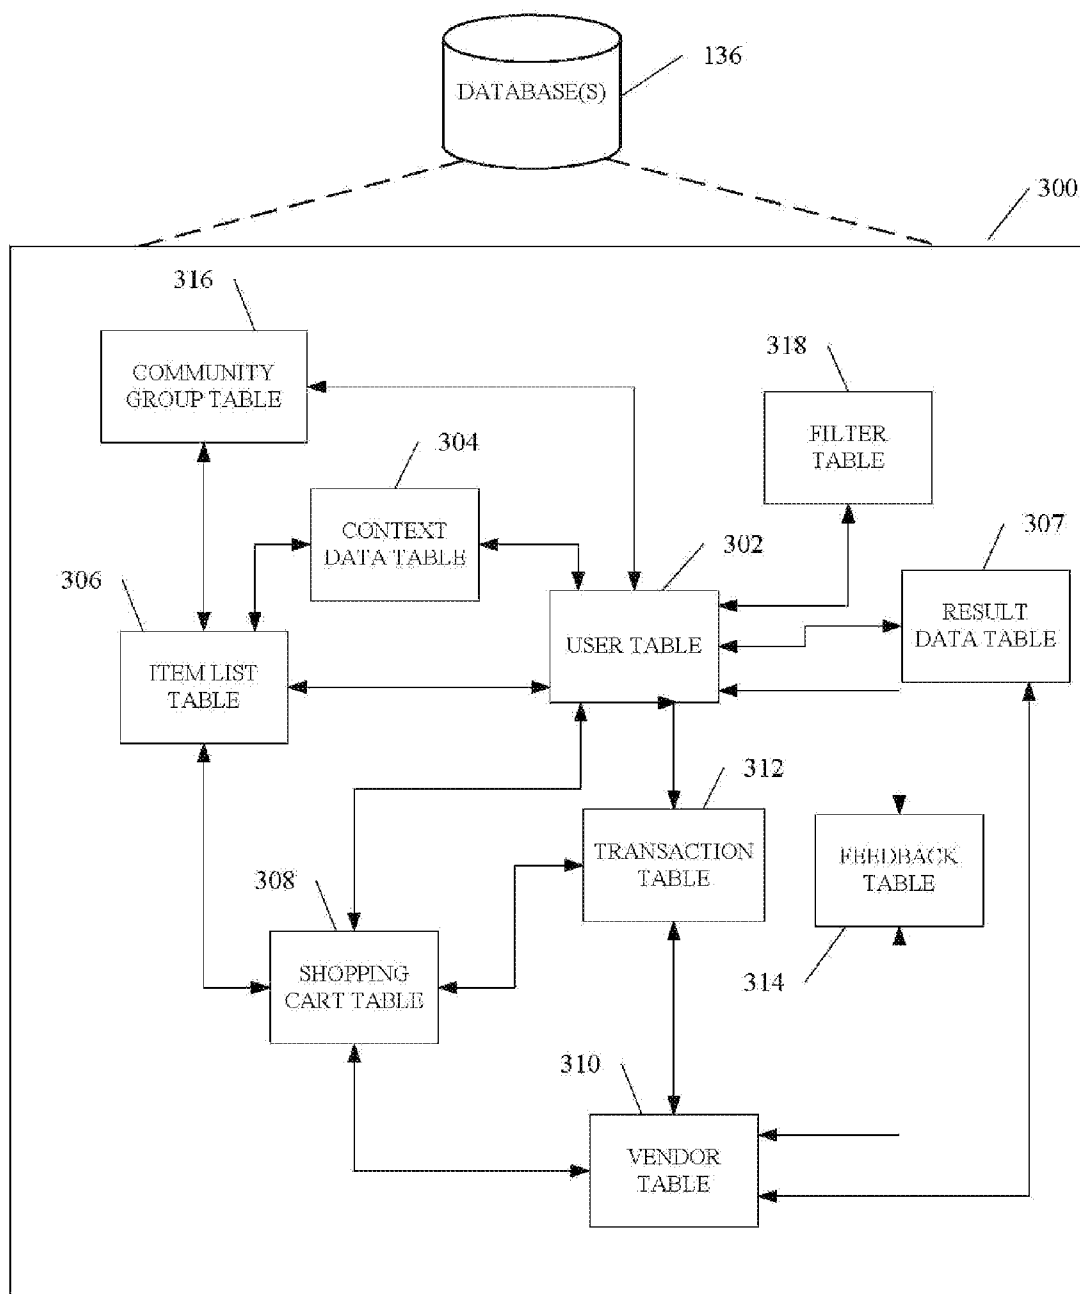 136
DATABASE(S)
300
316
COMMUNITY
GROUP TABLE
318
FILTER
TABLE
304
CONTEXT
DATA TABLE
302
307
306
USER TABLE
RESULT
DATA TABLE
ITEM LIST
TABLE
312
TRANSACTION
TABLE
FEEDBACK
TABLE
308
SHOPPING
CART TABLE
314
310
VENDOR
TABLE